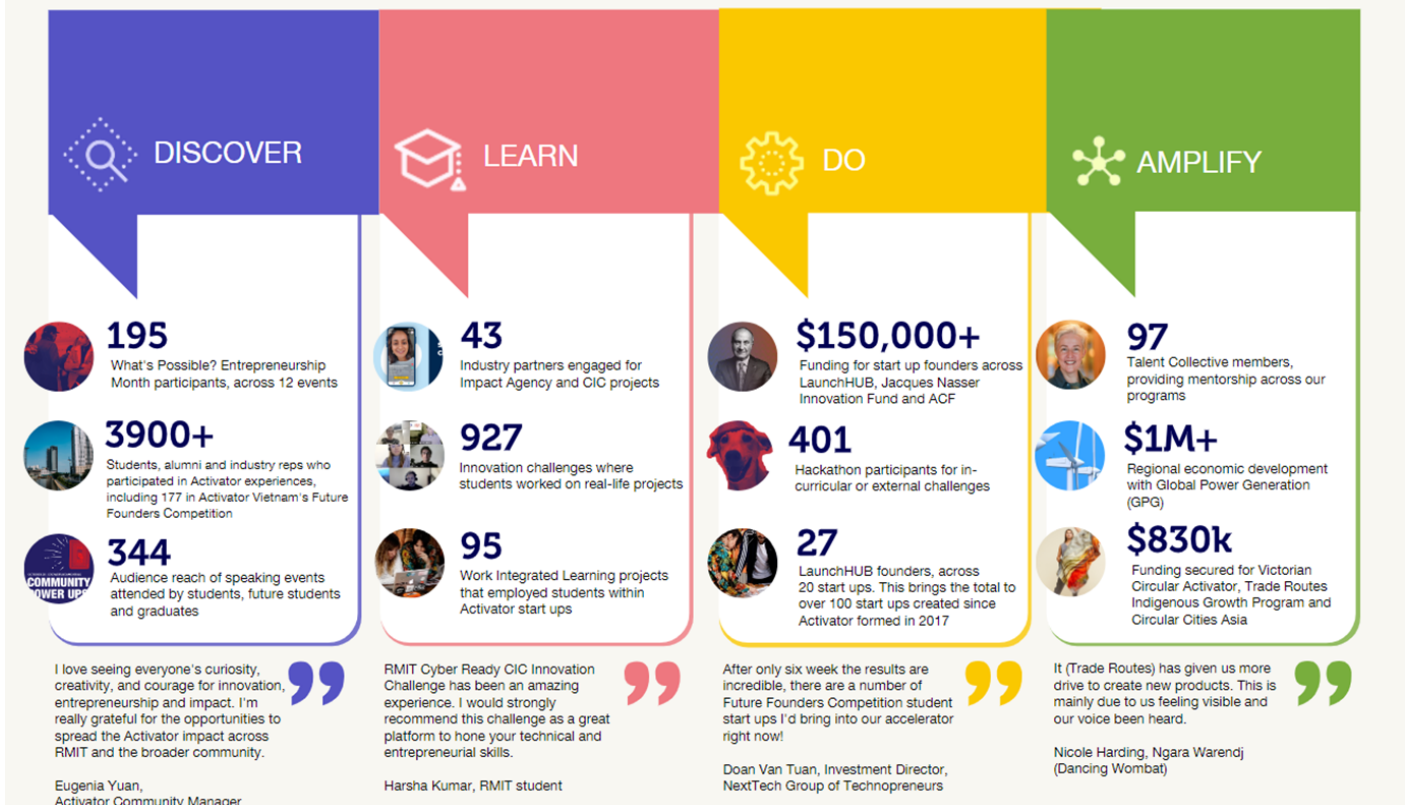 DISCOVER
195
What's Possible? Entrepreneurship
Month participants, across 12 events
3900+
Students, alumni and industry reps who
participated in Activator experiences,
including 177 in Activator Vietnam's Future
Founders Competition
COMMUNITY
POWER UPS
344
Audience reach of speaking events
attended by students, future students
and graduates
I love seeing everyone's curiosity,
creativity, and courage for innovation,
entrepreneurship and impact. I'm
really grateful for the opportunities to
spread the Activator impact across
RMIT and the broader community.
Eugenia Yuan,
Activator Community Manager
LEARN
43
Industry partners engaged for
Impact Agency and CIC projects
927
Innovation challenges where
students worked on real-life projects
95
Work Integrated Learning projects
that employed students within
Activator start ups
RMIT Cyber Ready CIC Innovation
Challenge has been an amazing
experience. I would strongly
recommend this challenge as a great
platform to hone your technical and
entrepreneurial skills.
Harsha Kumar, RMIT student
DO
$150,000+
Funding for start up founders across
LaunchHUB, Jacques Nasser
Innovation Fund and ACF
401
Hackathon participants for in-
curricular or external challenges
27
LaunchHUB founders, across
20 start ups. This brings the total to
over 100 start ups created since
Activator formed in 2017
After only six week the results are
incredible, there are a number of
Future Founders Competition student
start ups I'd bring into our accelerator
right now!
Doan Van Tuan, Investment Director,
NextTech Group of Technopreneurs
AMPLIFY
97
Talent Collective members,
providing mentorship across our
programs
$1M+
Regional economic development
with Global Power Generation
(GPG)
$830k
Funding secured for Victorian
Circular Activator, Trade Routes
Indigenous Growth Program and
Circular Cities Asia
It (Trade Routes) has given us more
drive to create new products. This is
mainly due to us feeling visible and
our voice been heard.
Nicole Harding, Ngara Warendj
(Dancing Wombat)